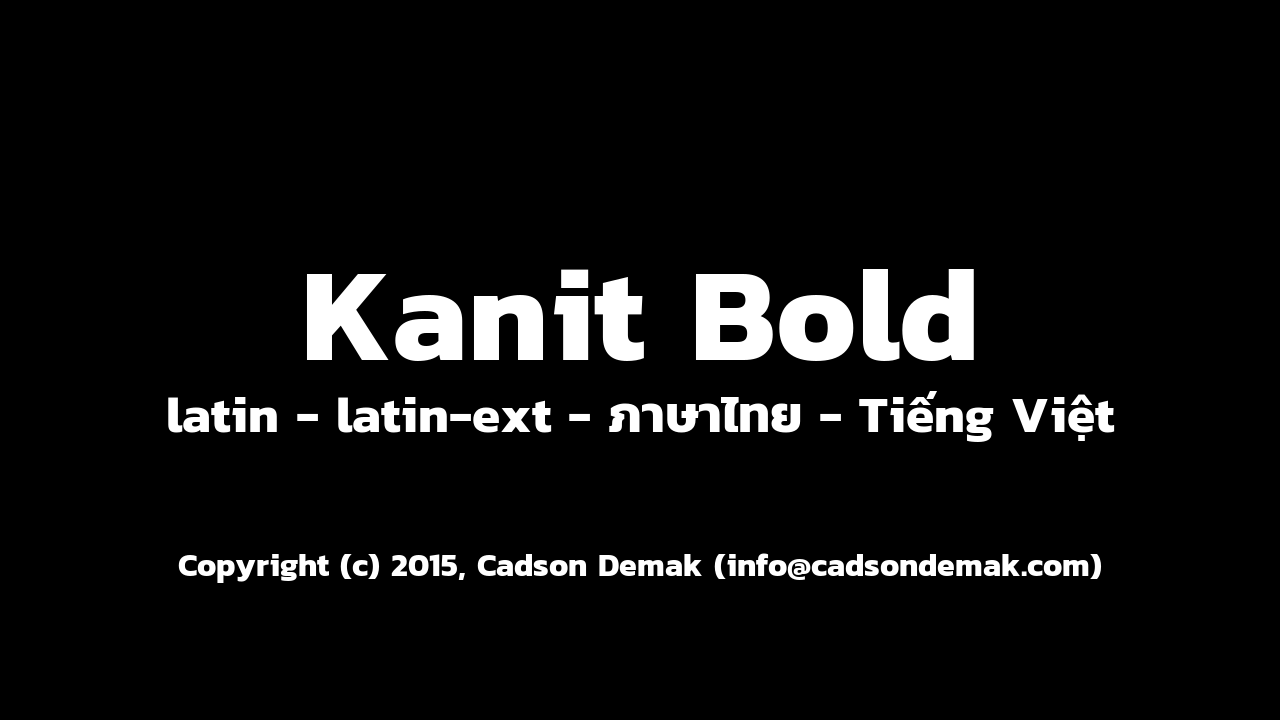 Kanit Bold
latin - latin-ext - ภาษาไทย - Tiếng Việt
Copyright (c) 2015, Cadson Demak (info@cadsondemak.com)